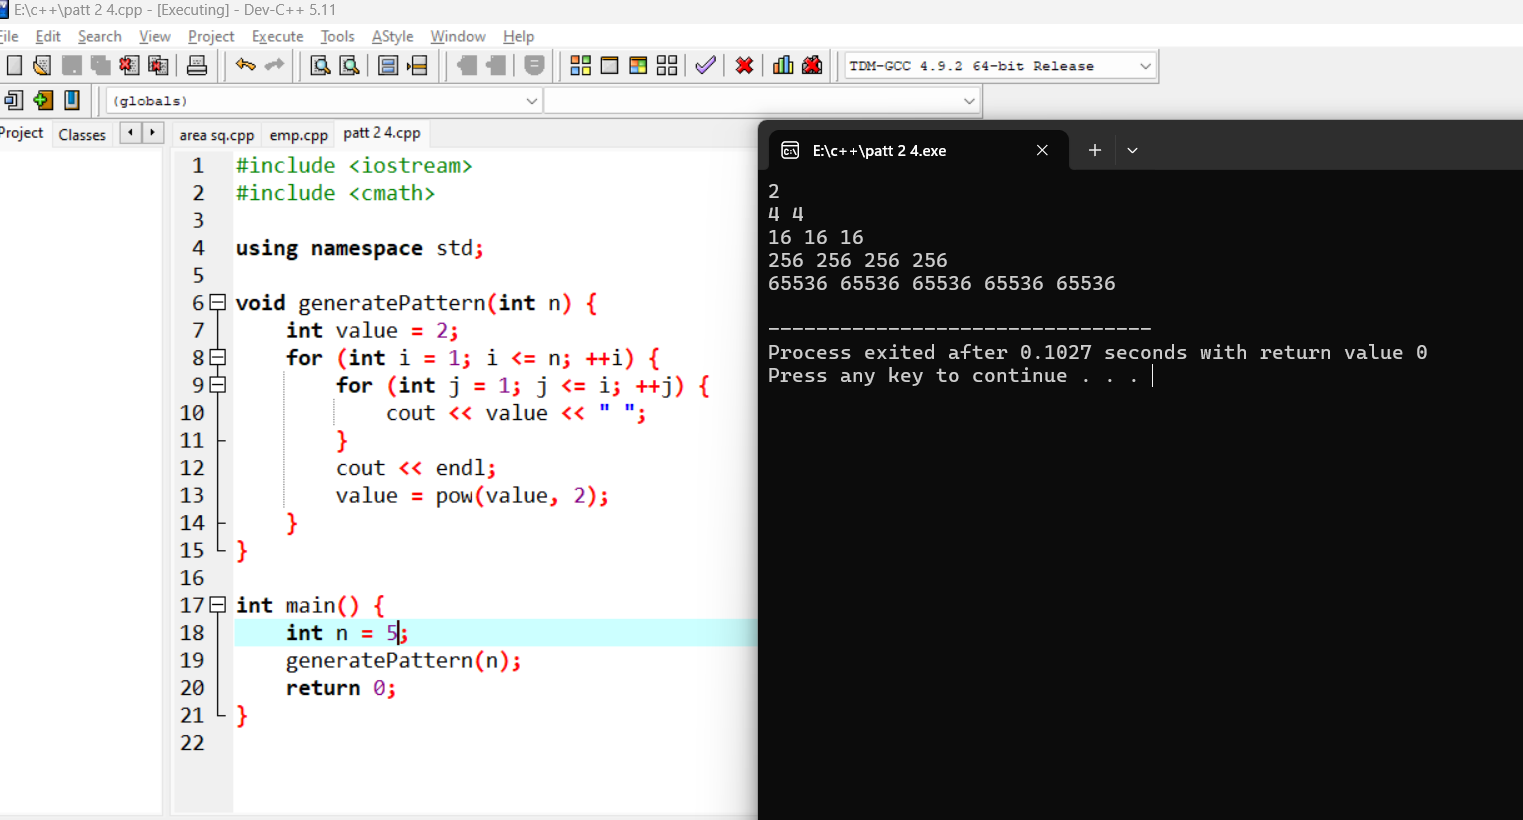 E:\c++\patt 2 4.cpp - [Executing] - Dev-C++ 5.11
File Edit Search View Project Execute Tools AStyle Window Help
TDM-GCC 4.9.2 64-bit Release
(globals)
Project Classes area sq.cpp emp.cpp patt 2 4.cpp
1 #include <iostream>
2 #include <cmath>
3
4 using namespace std;
5
6 void generatePattern(int n) {
7 int value = 2;
8 for (int i = 1; i <= n; ++i) {
9 for (int j = 1; j <= i; ++j) {
10 cout << value << " ";
11 }
12 cout << endl;
13 value = pow(value, 2);
14 }
15 }
16
17 int main() {
18 int n = 5;
19 generatePattern(n);
20 return 0;
21 }
22
E:\c++\patt 2 4.exe
2
4 4
16 16 16
256 256 256 256
65536 65536 65536 65536 65536
--------------------------------
Process exited after 0.1027 seconds with return value 0
Press any key to continue . . .